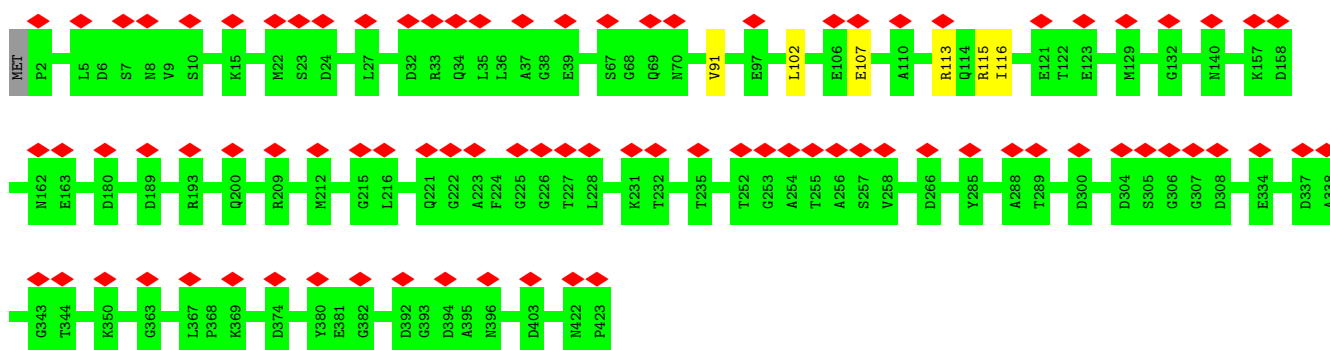 MET P2 L5 D6 S7 N8 V9 S10 K15 M22 S23 D24 L27 D32 R33 Q34 L35 L36 A37 G38 E39 S67 G68 Q69 N70 V91 E97 L102 E106 E107 A110 R113 Q114 R115 I116 E121 T122 E123 M129 G132 N140 K157 D158
N162 E163 D180 D189 R193 Q200 R209 M212 G215 L216 Q221 G222 A223 F224 G225 G226 T227 L228 K231 T232 T235 T252 G253 A254 T255 A256 S257 V258 D266 Y285 A288 T289 D300 D304 S305 G306 G307 D308 E334 D337 A338
G343 T344 K350 G363 L367 P368 K369 D374 Y380 E381 G382 D392 G393 D394 A395 N396 D403 N422 P423